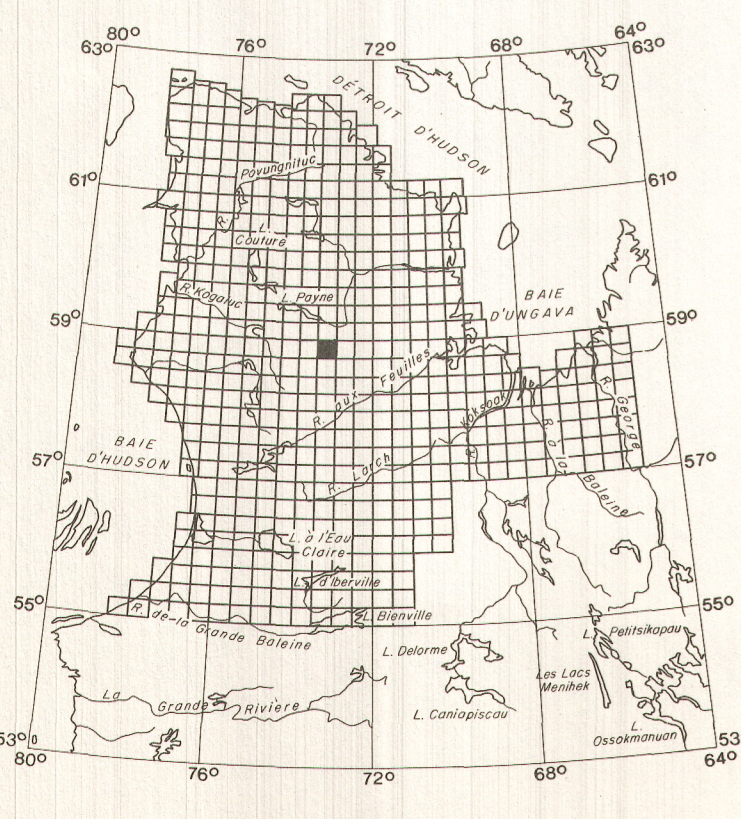 80° 76° 72° 68° 64°
63° 63°
DÉTROIT D'HUDSON
Povungnituc
61° 61°
R.
L.
Couture
R. Kogaluc
L. Payne
BAIE
D'UNGAVA
59° 59°
R. aux Feuilles
Koksoak
R.
R. à la Baleine
R. George
BAIE
D'HUDSON
57° 57°
R. Larch
L. à l'Eau
Claire
L. d'Iberville
55° 55°
R. de-la Grande Baleine
L. Bienville
L. Delorme
L. Petitsikapau
Les Lacs
Menihek
La Grande Rivière
L. Caniapiscau
L.
Ossokmanuan
53° 53°
80° 76° 72° 68° 64°